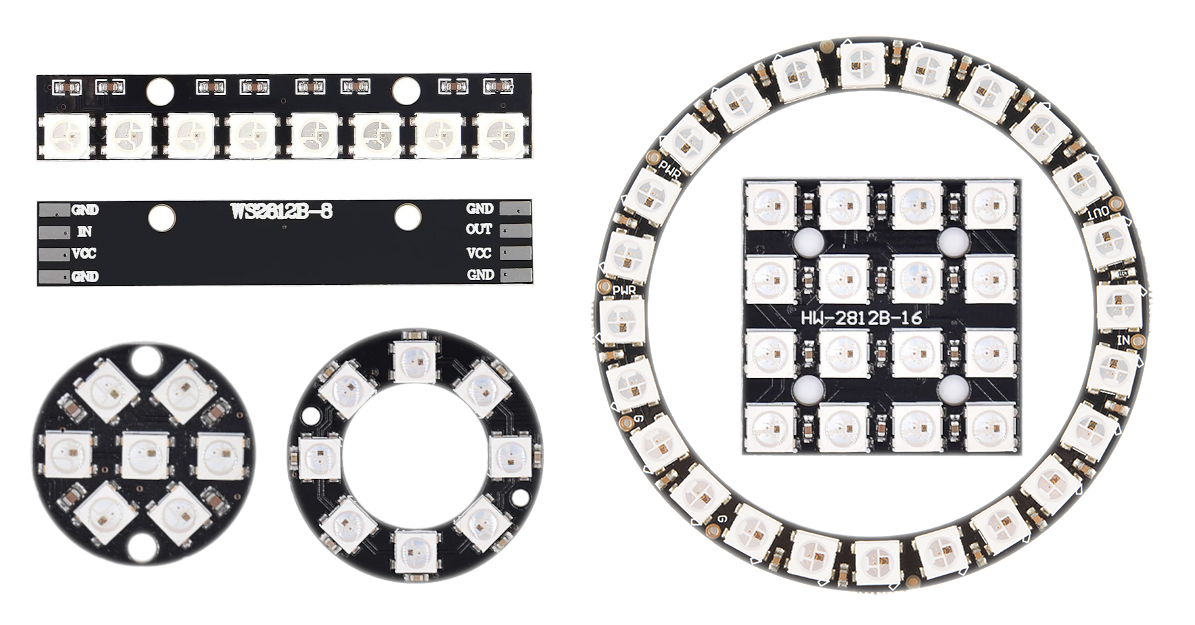 WS2812B-8
GND
IN
VCC
GND
GND
OUT
VCC
GND
PWR
PWR
G
G
OUT
IN
HW-2812B-16